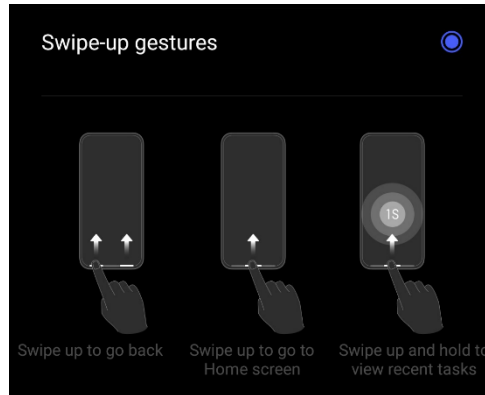 Swipe-up gestures
1S
Swipe up to go back
Swipe up to go to
Home screen
Swipe up and hold to
view recent tasks